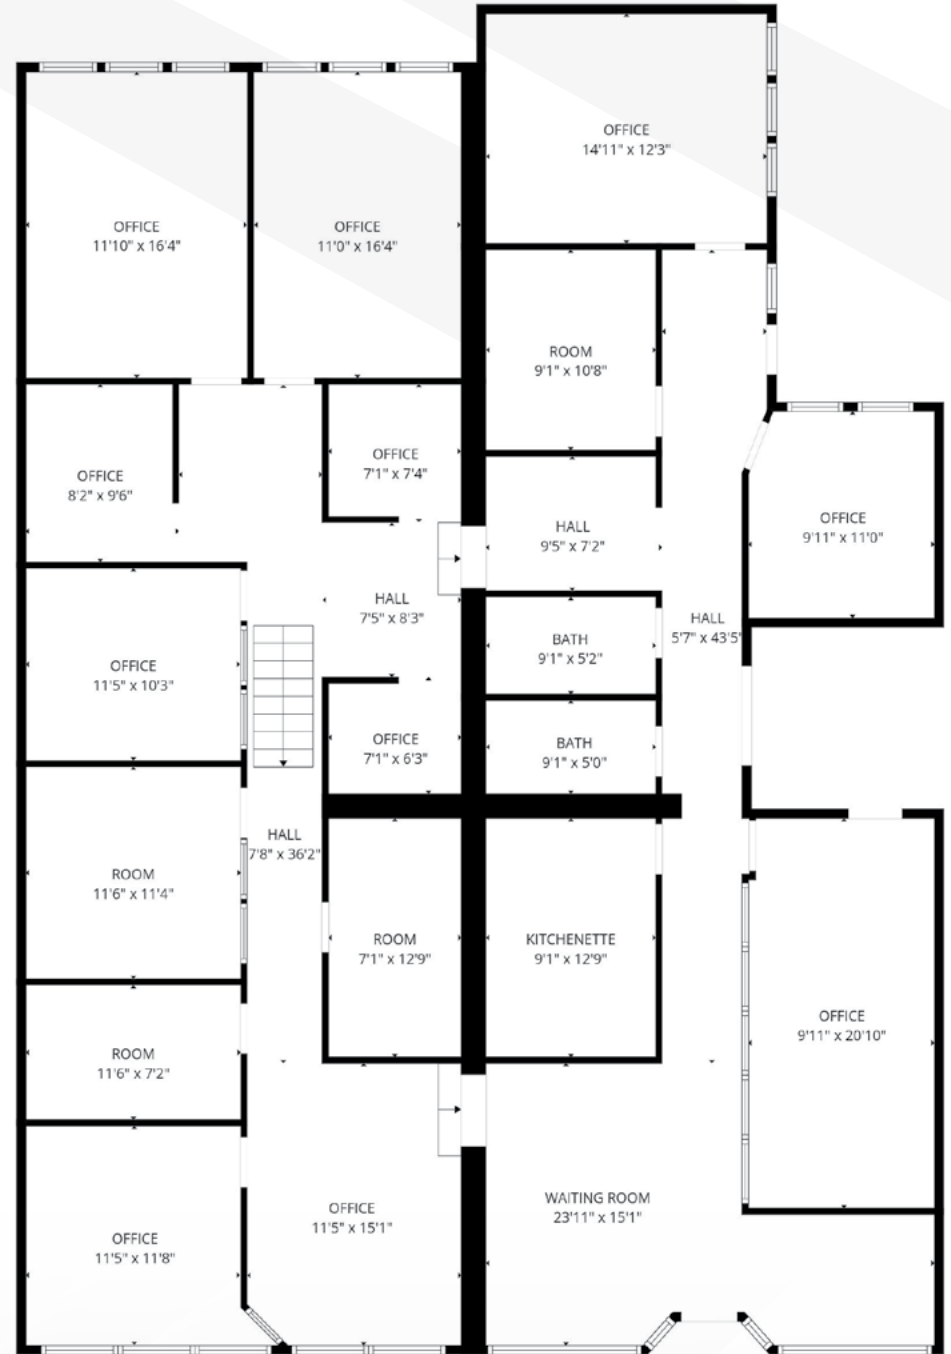 OFFICE
14'11" x 12'3"
OFFICE
11'10" x 16'4"
OFFICE
11'0" x 16'4"
ROOM
9'1" x 10'8"
OFFICE
8'2" x 9'6"
OFFICE
7'1" x 7'4"
HALL
9'5" x 7'2"
OFFICE
9'11" x 11'0"
HALL
7'5" x 8'3"
HALL
5'7" x 43'5"
BATH
9'1" x 5'2"
OFFICE
11'5" x 10'3"
OFFICE
7'1" x 6'3"
BATH
9'1" x 5'0"
HALL
7'8" x 36'2"
ROOM
11'6" x 11'4"
ROOM
7'1" x 12'9"
KITCHENETTE
9'1" x 12'9"
OFFICE
9'11" x 20'10"
ROOM
11'6" x 7'2"
WAITING ROOM
23'11" x 15'1"
OFFICE
11'5" x 15'1"
OFFICE
11'5" x 11'8"